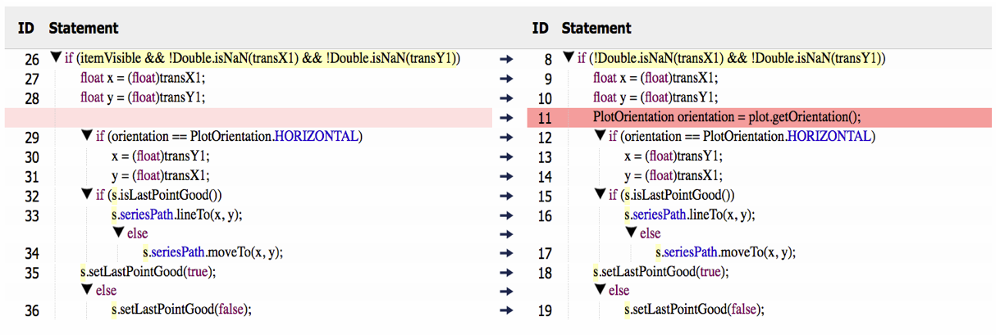 ID Statement ID Statement
26 ▼ if (itemVisible && !Double.isNaN(transX1) && !Double.isNaN(transY1)) → 8 ▼ if (!Double.isNaN(transX1) && !Double.isNaN(transY1))
27 float x = (float)transX1; → 9 float x = (float)transX1;
28 float y = (float)transY1; → 10 float y = (float)transY1;
→ 11 PlotOrientation orientation = plot.getOrientation();
29 ▼ if (orientation == PlotOrientation.HORIZONTAL) → 12 ▼ if (orientation == PlotOrientation.HORIZONTAL)
30 x = (float)transY1; → 13 x = (float)transY1;
31 y = (float)transX1; → 14 y = (float)transX1;
32 ▼ if (s.isLastPointGood()) → 15 ▼ if (s.isLastPointGood())
33 s.seriesPath.lineTo(x, y); → 16 s.seriesPath.lineTo(x, y);
▼ else → ▼ else
34 s.seriesPath.moveTo(x, y); → 17 s.seriesPath.moveTo(x, y);
35 s.setLastPointGood(true); → 18 s.setLastPointGood(true);
▼ else → ▼ else
36 s.setLastPointGood(false); → 19 s.setLastPointGood(false);